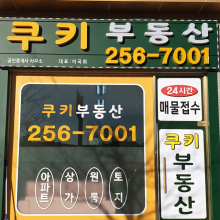 쿠키부동산
공인중개사 사무소 대표:이국희
256-7001
24시간
매물접수
쿠키부동산
256-7001
아파트 상가 원룸 토지
쿠키
부동산